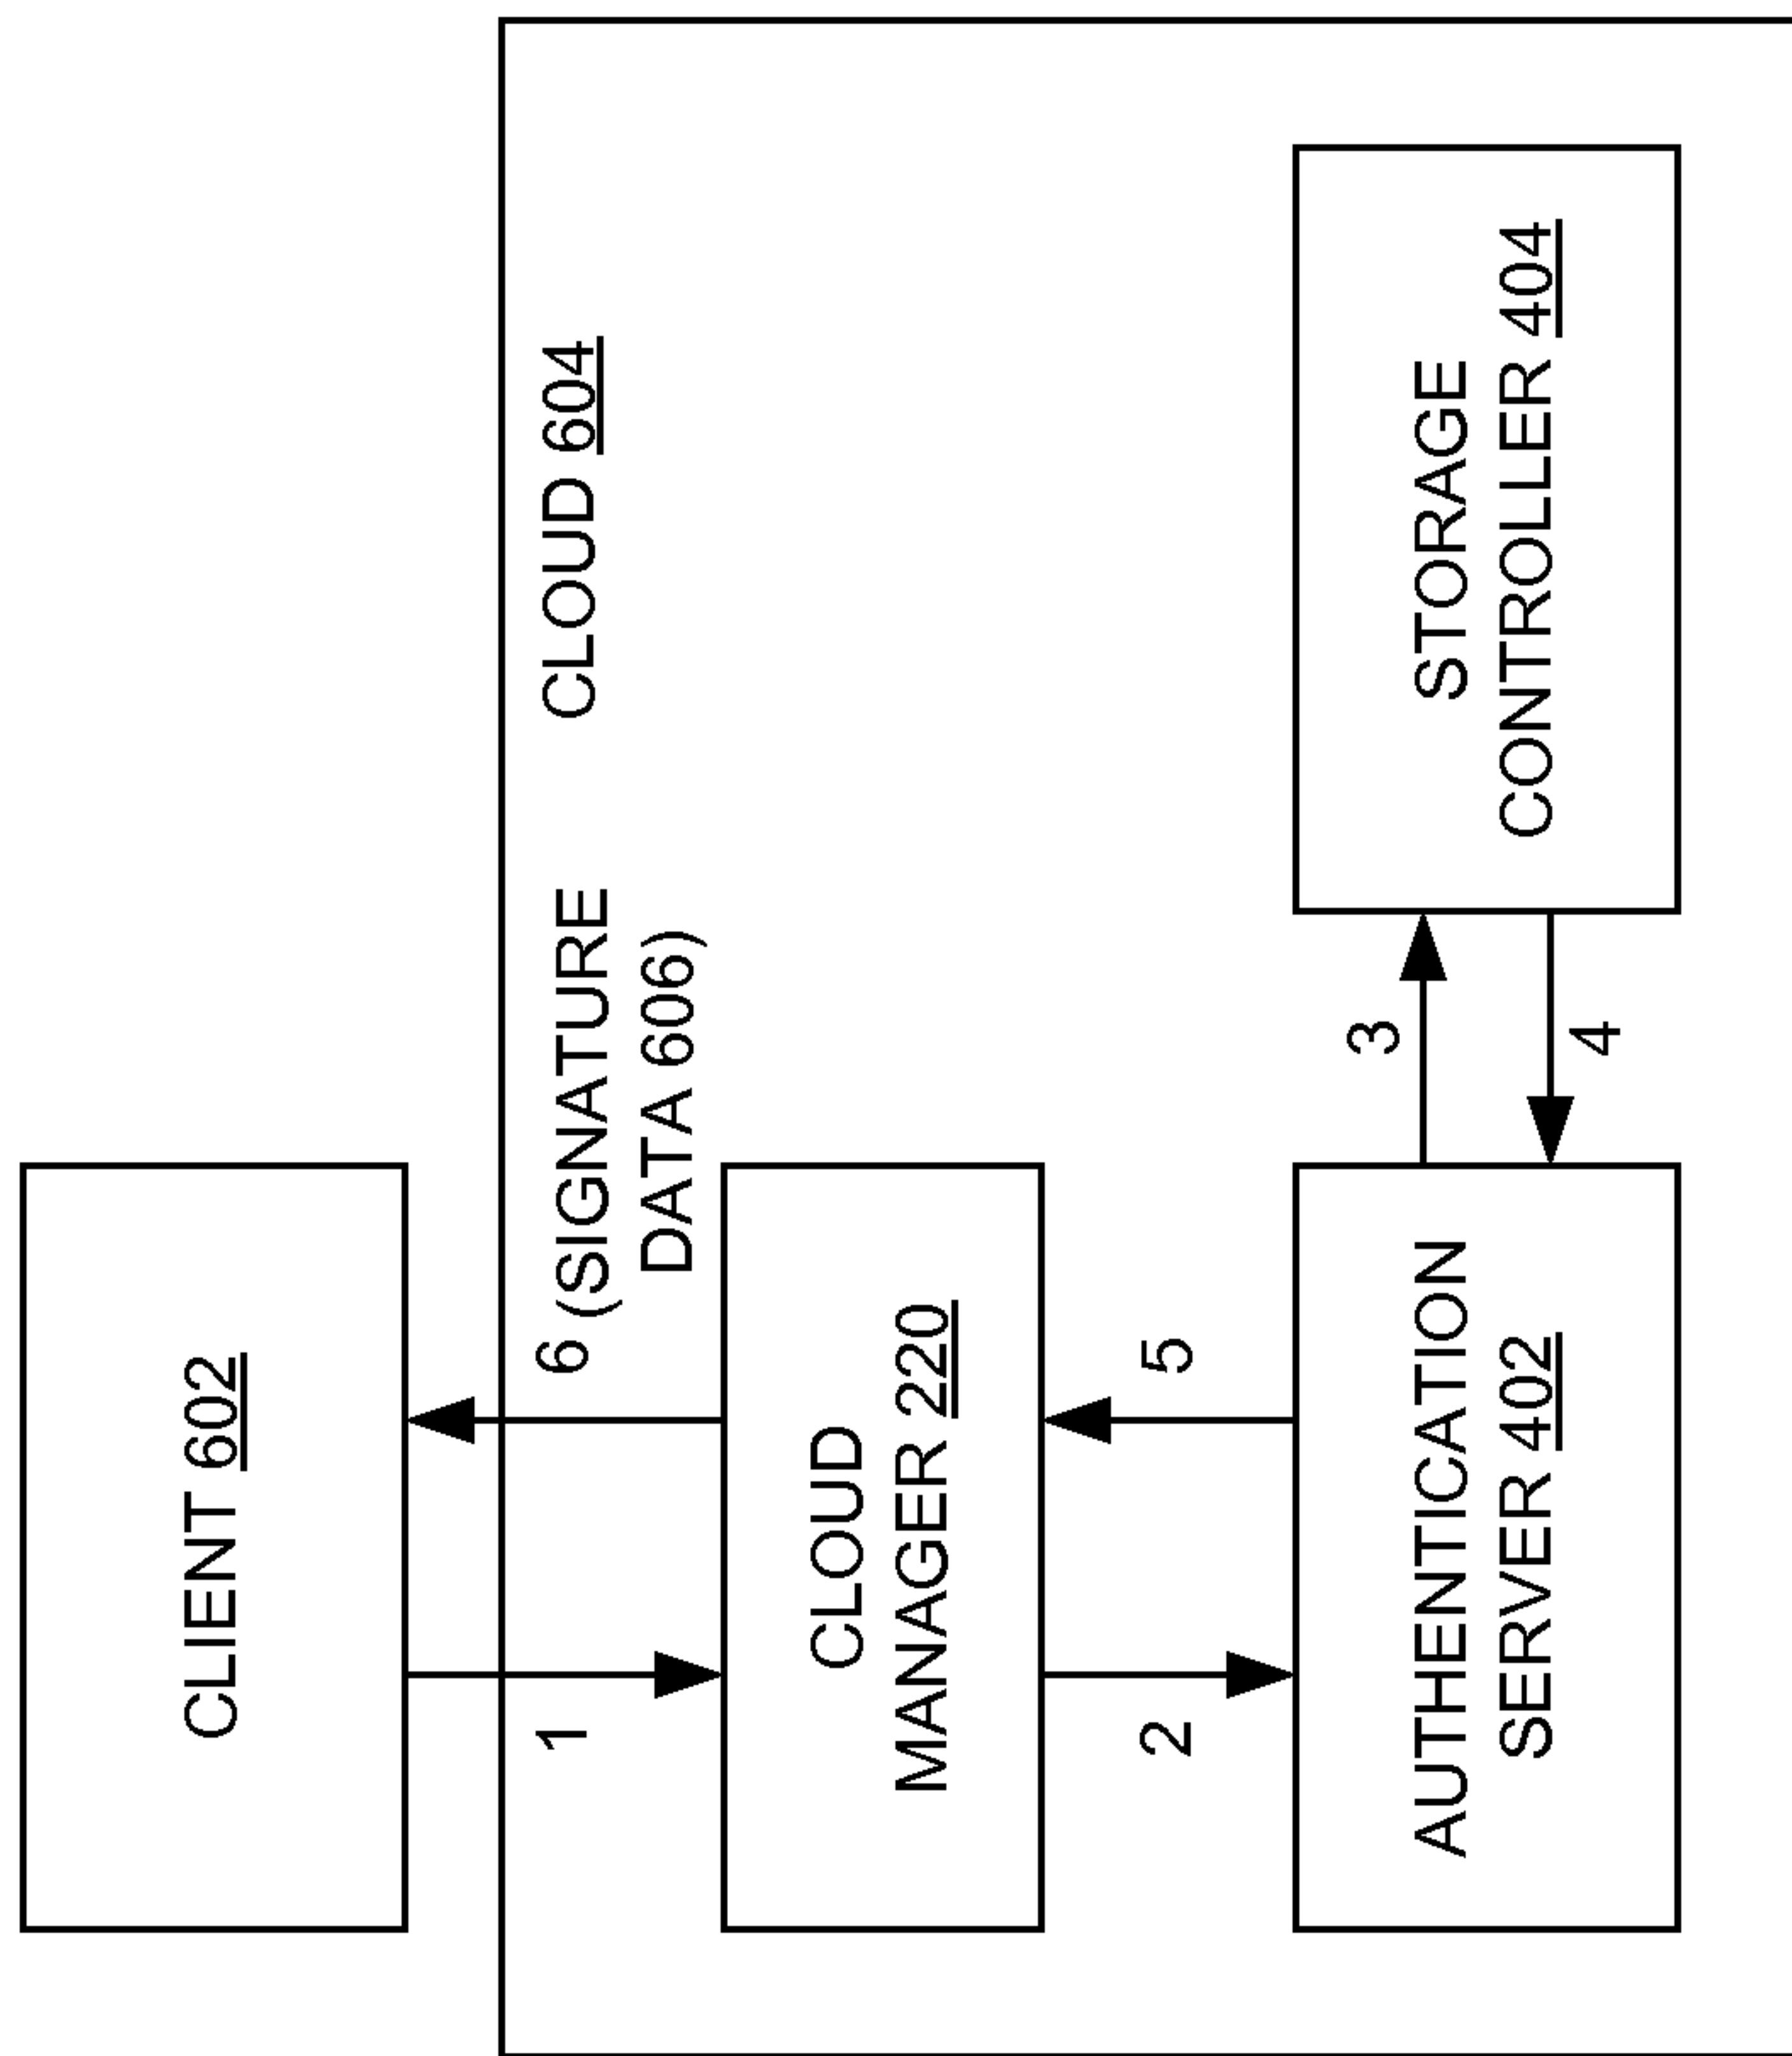 CLIENT 602
1
6 (SIGNATURE
DATA 606)
CLOUD 604
CLOUD
MANAGER 220
2
5
AUTHENTICATION
SERVER 402
3
4
STORAGE
CONTROLLER 404